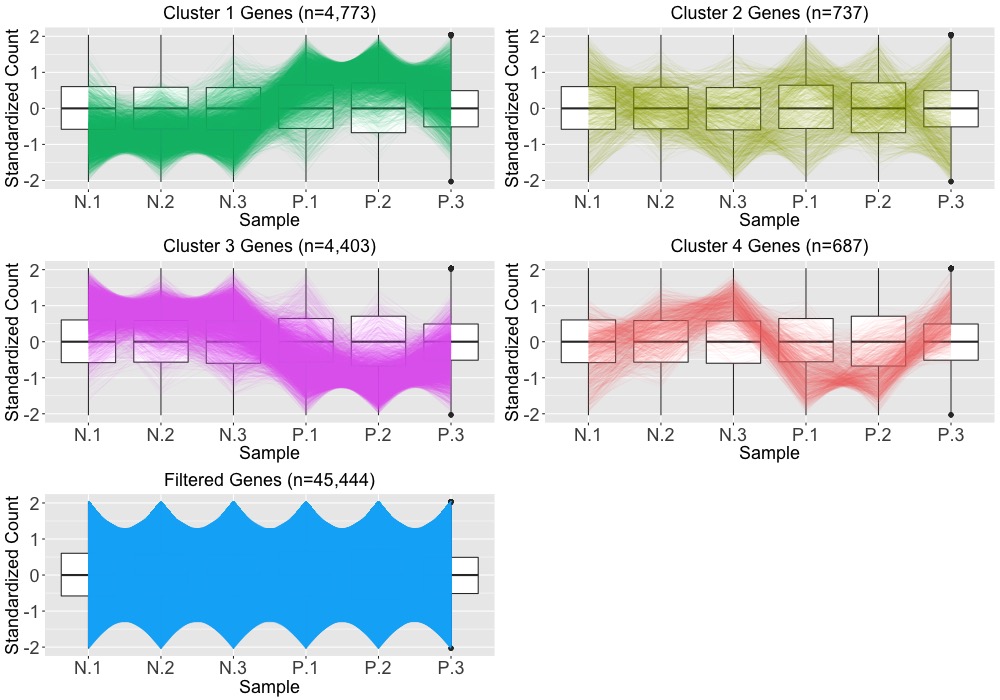 Cluster 1 Genes (n=4,773)
Standardized Count
2
1
0
-1
-2
N.1 N.2 N.3 P.1 P.2 P.3
Sample
Cluster 2 Genes (n=737)
Standardized Count
2
1
0
-1
-2
N.1 N.2 N.3 P.1 P.2 P.3
Sample
Cluster 3 Genes (n=4,403)
Standardized Count
2
1
0
-1
-2
N.1 N.2 N.3 P.1 P.2 P.3
Sample
Cluster 4 Genes (n=687)
Standardized Count
2
1
0
-1
-2
N.1 N.2 N.3 P.1 P.2 P.3
Sample
Filtered Genes (n=45,444)
Standardized Count
2
1
0
-1
-2
N.1 N.2 N.3 P.1 P.2 P.3
Sample